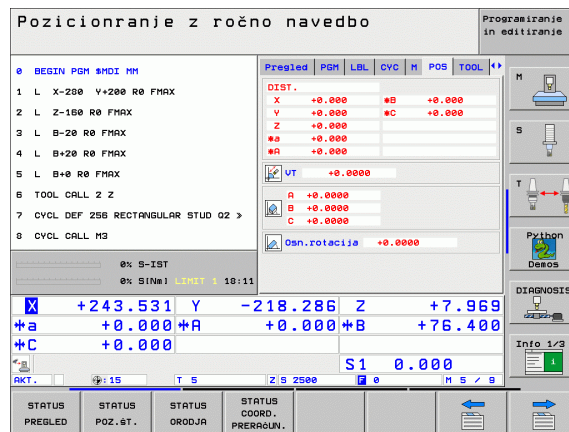 Pozicionranje z ročno navedbo
Programiranje
in editiranje
0 BEGIN PGM $MDI MM
1 L X-280 Y+200 R0 FMAX
2 L Z-160 R0 FMAX
3 L B-20 R0 FMAX
4 L B+20 R0 FMAX
5 L B+0 R0 FMAX
6 TOOL CALL 2 Z
7 CYCL DEF 256 RECTANGULAR STUD Q2 »
8 CYCL CALL M3
0% S-IST
0% S[Nm] LIMIT 1 18:11
Pregled PGM LBL CYC M POS TOOL
DIST.
X +0.000 *B +0.000
Y +0.000 *C +0.000
Z +0.000
*a +0.000
*A +0.000
VT +0.0000
A +0.0000
B +0.0000
C +0.0000
Osn.rotacija +0.0000
X +243.531 Y -218.286 Z +7.969
*a +0.000 *A +0.000 *B +76.400
*C +0.000
S1 0.000
AKT. :15 T 5 Z S 2500 F 0 M 5 / 9
M
S
T
Python
Demos
DIAGNOSIS
Info 1/3
STATUS
PREGLED
STATUS
POZ.ŠT.
STATUS
ORODJA
STATUS
COORD.
PRERAČUN.